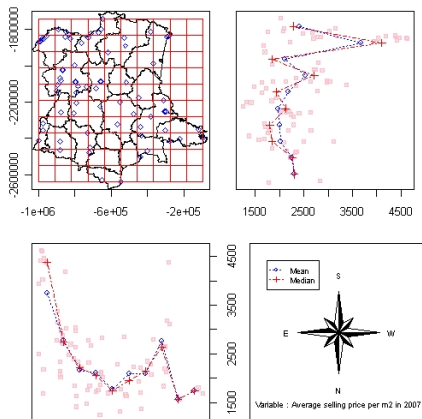 -1800000
-2200000
-2600000
-1e+06
-6e+05
-2e+05
1500
2500
3500
4500
4500
3500
2500
1500
Mean
Median
S
E
W
N
Variable : Average selling price per m2 in 2007